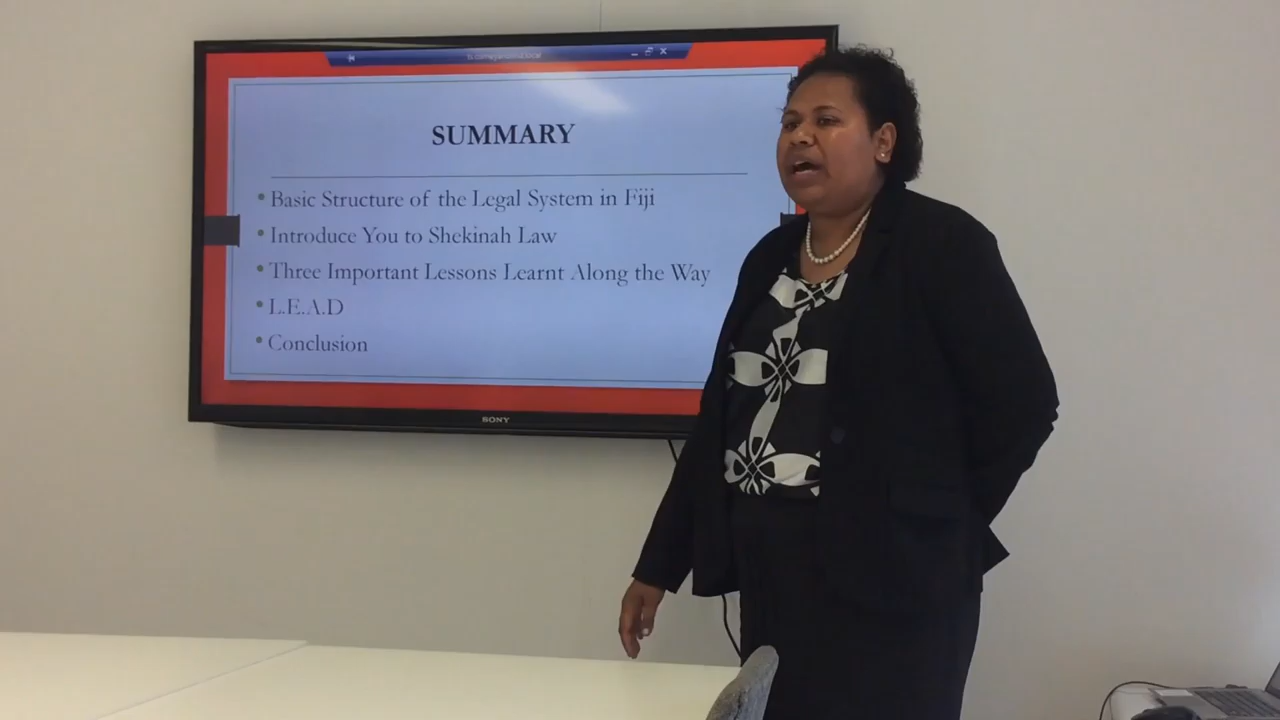 SUMMARY
Basic Structure of the Legal System in Fiji
Introduce You to Shekinah Law
Three Important Lessons Learnt Along the Way
L.E.A.D
Conclusion
SONY